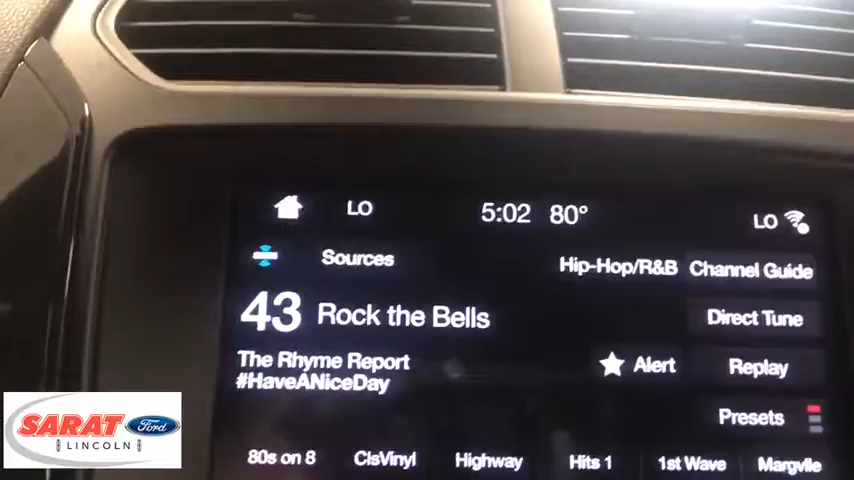 LO 5:02 80° LO
Sources Hip-Hop/R&B Channel Guide
43 Rock the Bells Direct Tune
The Rhyme Report
#HaveANiceDay
Alert Replay
Presets
80s on 8 ClsVinyl Highway Hits 1 1st Wave Margvlle
SARAT Ford
LINCOLN